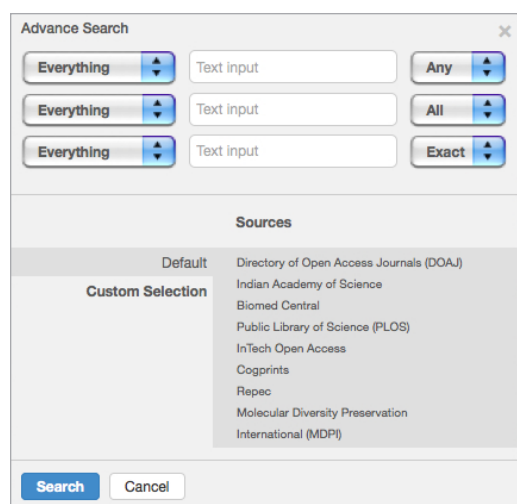 Advance Search ×
Everything Text input Any
Everything Text input All
Everything Text input Exact
Sources
Default Directory of Open Access Journals (DOAJ)
Custom Selection Indian Academy of Science
Biomed Central
Public Library of Science (PLOS)
InTech Open Access
Cogprints
Repec
Molecular Diversity Preservation
International (MDPI)
Search Cancel